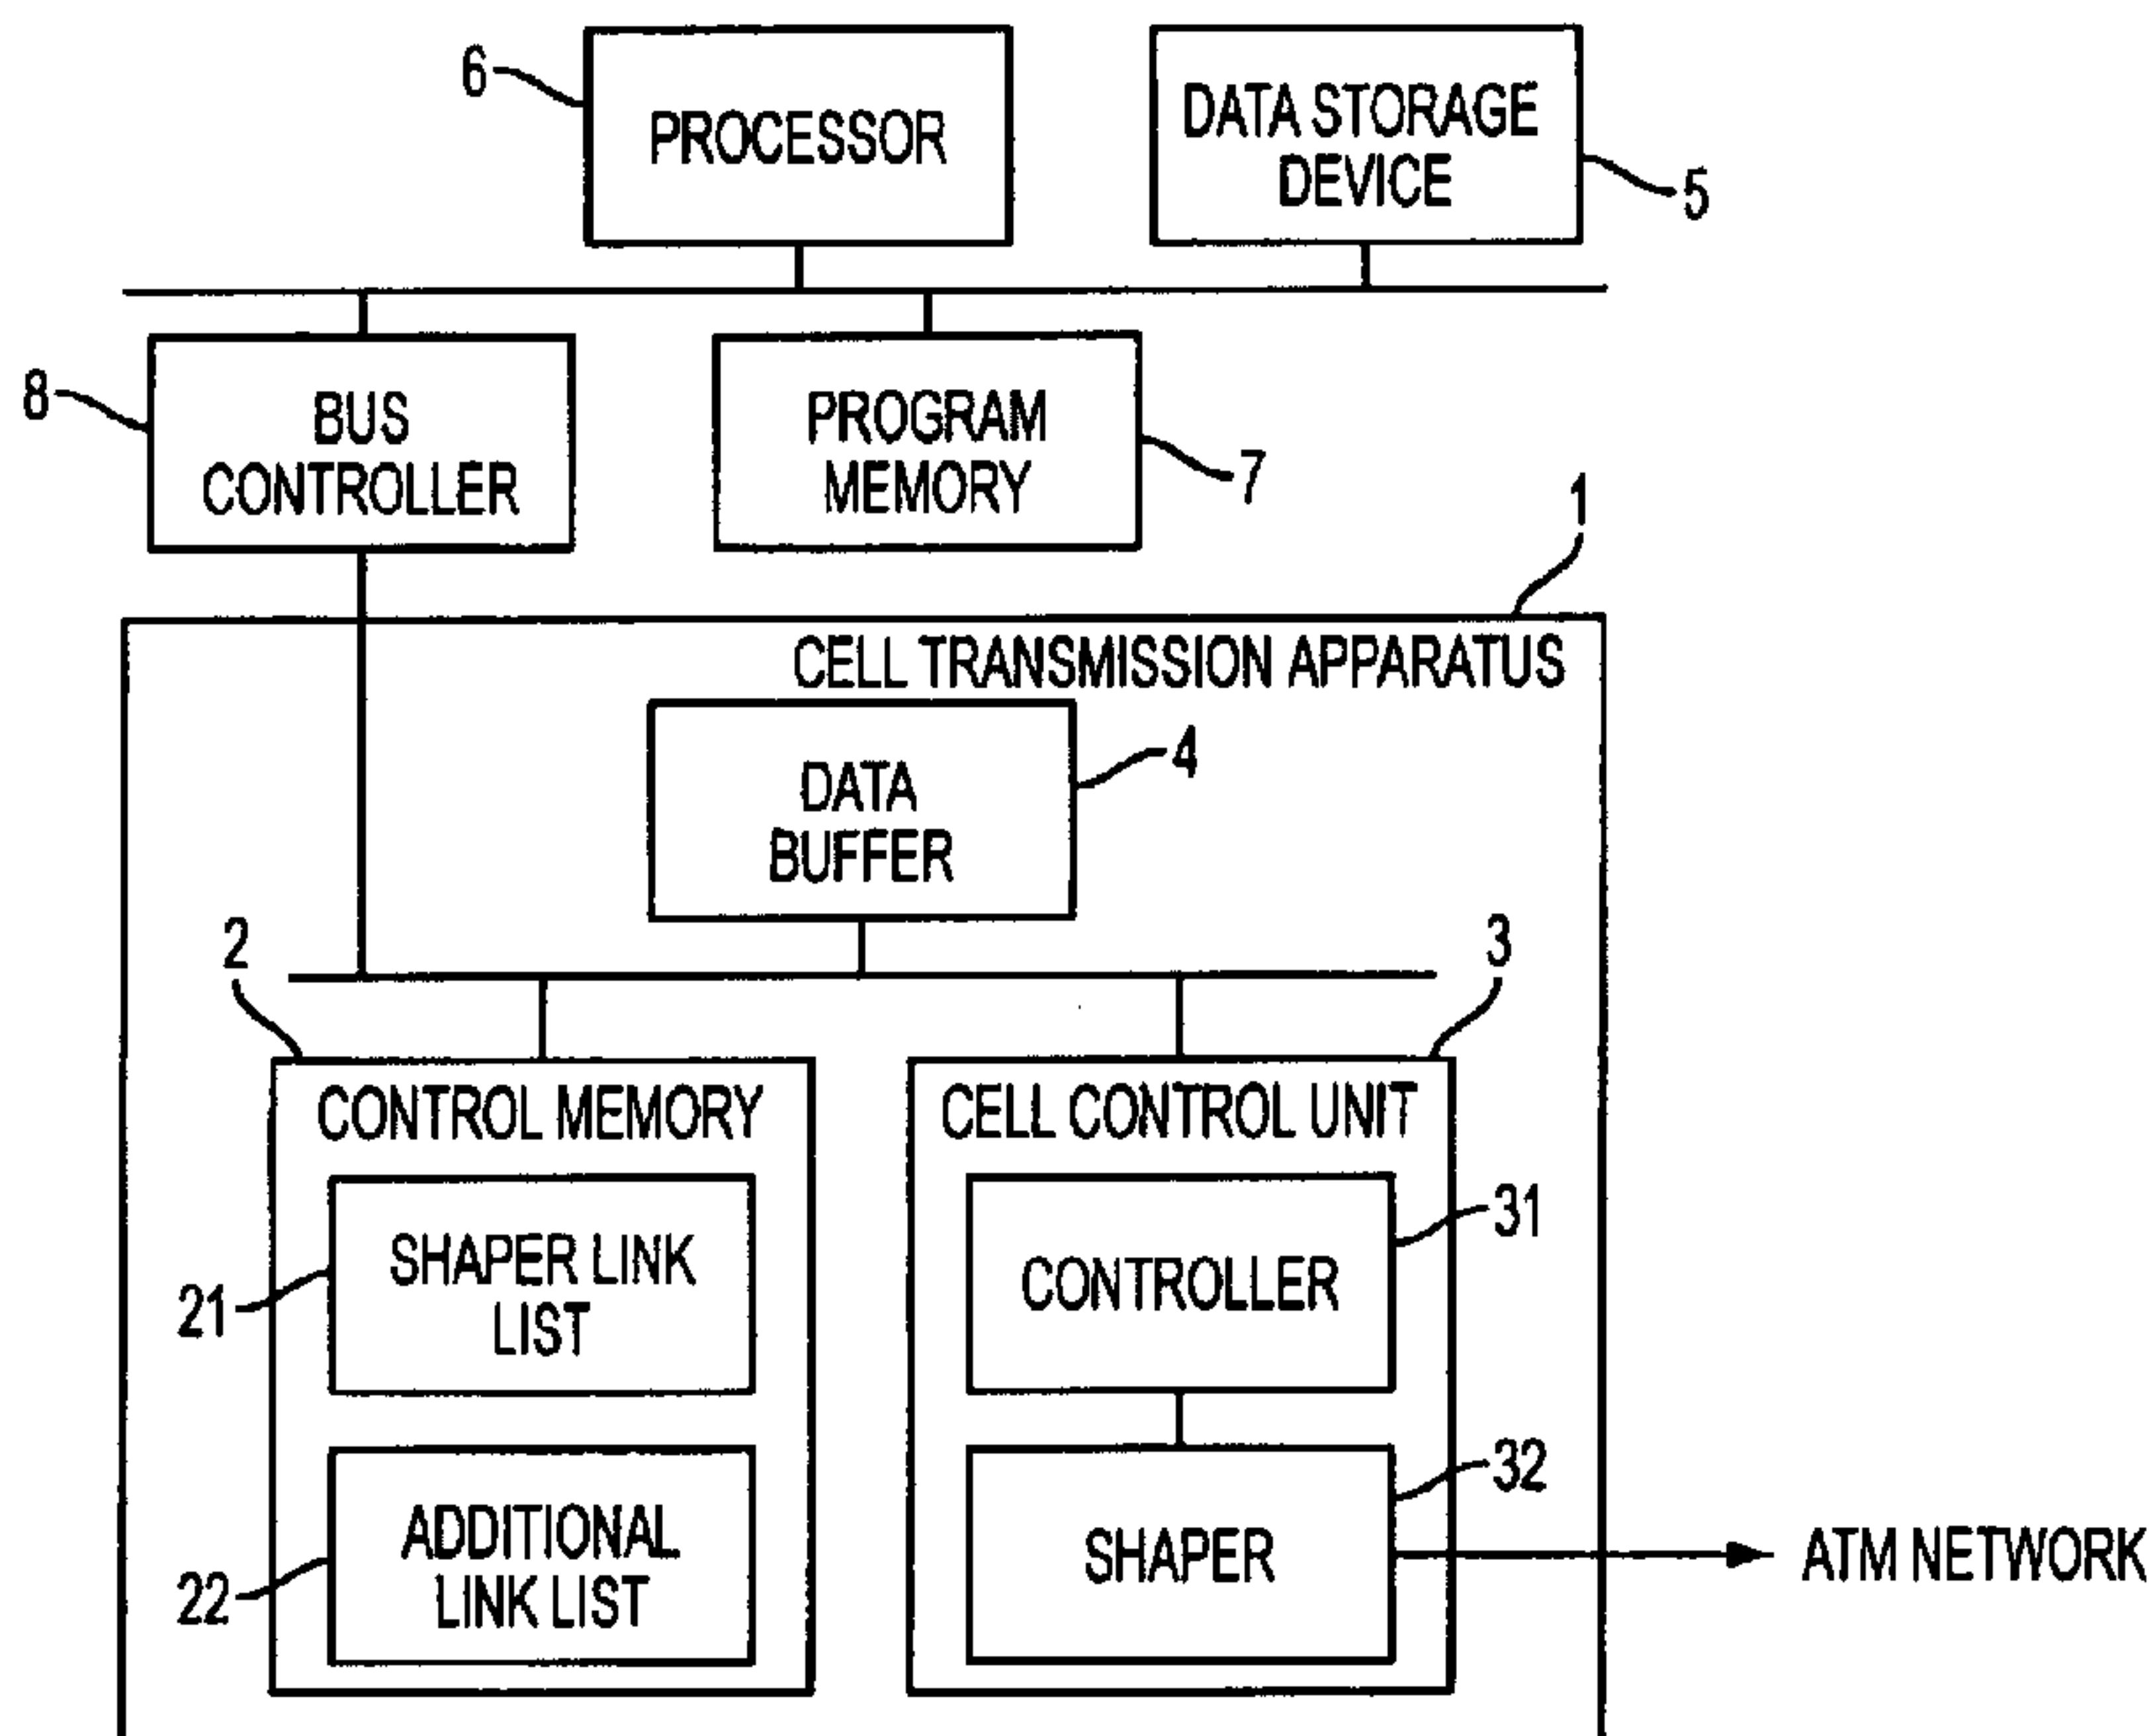 6
PROCESSOR
DATA STORAGE
DEVICE
5
8
BUS
CONTROLLER
PROGRAM
MEMORY
7
1
CELL TRANSMISSION APPARATUS
DATA
BUFFER
4
2
3
CONTROL MEMORY
CELL CONTROL UNIT
SHAPER LINK
LIST
21
CONTROLLER
31
ADDITIONAL
LINK LIST
22
SHAPER
32
ATM NETWORK